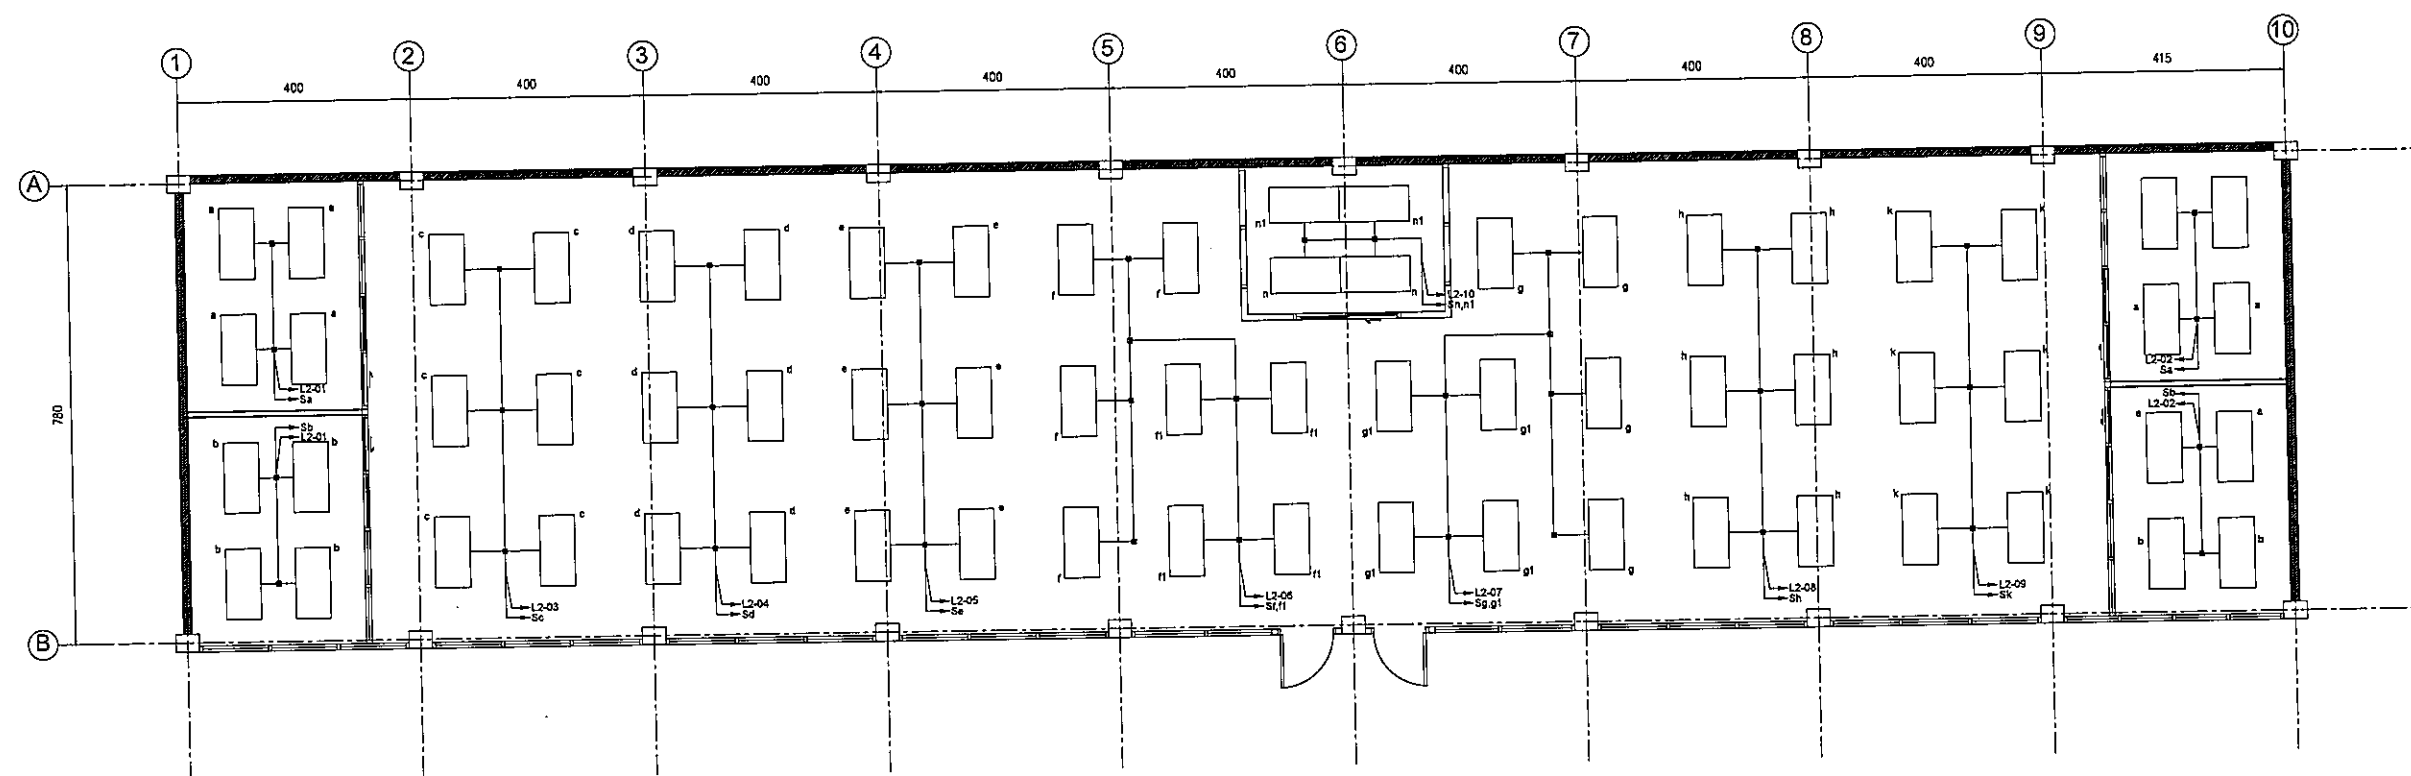 1 2 3 4 5 6 7 8 9 10
400 400 400 400 400 400 400 400 415
A
780
B
a a
a a
L2-01
Sa
Sb
L2-01
b b
b b
c c
c c
c c
L2-03
Sc
d d
d d
d d
L2-04
Sd
e e
e e
e e
L2-05
Se
f f
f
f
f1 f1
f1 f1
L2-06
Sf,f1
n1 n1
n n
L2-10
Sn,n1
g g
g
g
g1 g1
g1 g1
L2-07
Sg,g1
h h
h h
h h
L2-08
Sh
k k
k k
k k
L2-09
Sk
a a
L2-02
Sa
Sb
L2-02
a a
b b